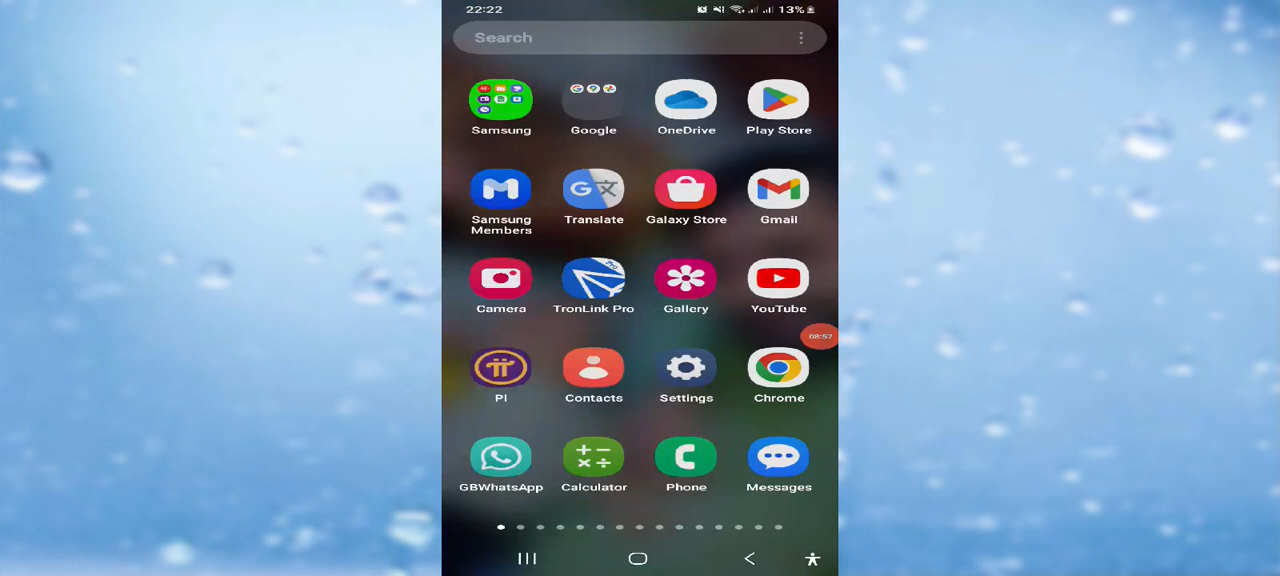 22:22
13%
Search
Samsung
Google
OneDrive
Play Store
Samsung Members
Translate
Galaxy Store
Gmail
Camera
Pro
TronLink Pro
Gallery
YouTube
08:57
PI
Contacts
Settings
Chrome
GBWhatsApp
Calculator
Phone
Messages